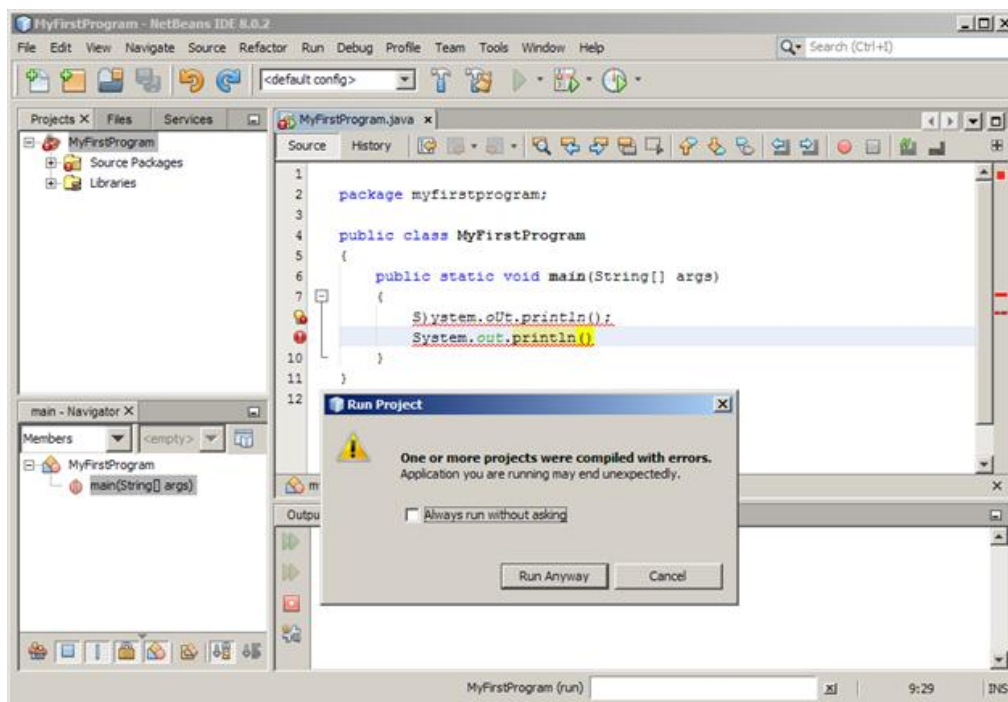 MyFirstProgram - NetBeans IDE 8.0.2
File Edit View Navigate Source Refactor Run Debug Profile Team Tools Window Help
Search (Ctrl+I)
<default config>
Projects X Files Services
MyFirstProgram
Source Packages
Libraries
MyFirstProgram.java x
Source History
1
2 package myfirstprogram;
3
4 public class MyFirstProgram
5 {
6 public static void main(String[] args)
7 {
S)ystem.oUt.println();
System.out.println()
10 }
11 }
12
main - Navigator X
Members <empty>
MyFirstProgram
main(String[] args)
m
Outpu
Run Project
One or more projects were compiled with errors.
Application you are running may end unexpectedly.
Always run without asking
Run Anyway Cancel
MyFirstProgram (run) 9:29 INS